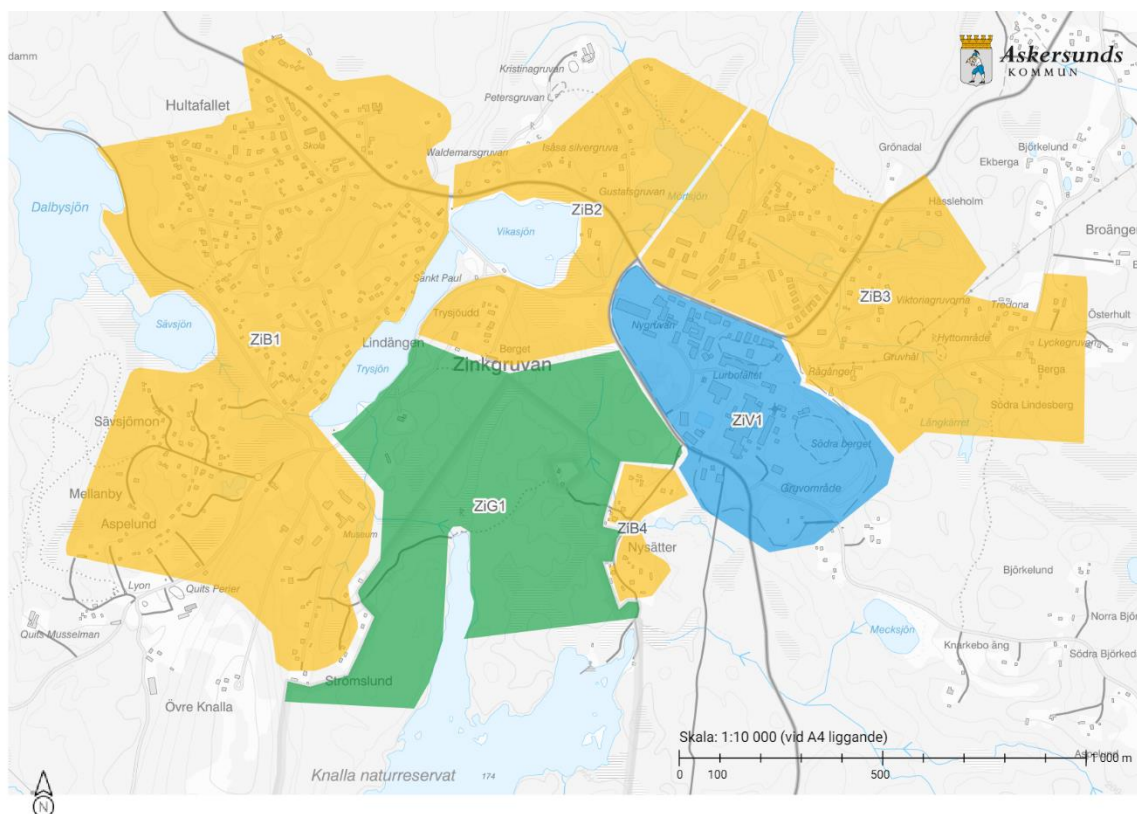 Askersunds
KOMMUN
damm
Hultafallet
Kristinagruvan
Petersgruvan
Skola
Waldemarsgruvan
Isåsa silvergruva
Grönadal
Björkelund
Ekberga
Gustafsgruvan
Hässleholm
Dalbysjön
ZiB2
Vikasjön
Broänger
Sankt Paul
ZiB3
Viktoriagruvorna
Tredona
Österhult
Trysjöudd
Nygruvan
Hyttområde
Lyckegruvan
Sävsjön
ZiB1
Lindängen
Berget
Gruvhål
Berga
Trysjön
Zinkgruvan
Lurbofältet
Rågången
Södra Lindesberg
Sävsjömon
ZiV1
Långkärret
Södra berget
Mellanby
Gruvområde
Aspelund
ZiG1
Museum
ZiB4
Nysätter
Lyon
Quits Perier
Björkelund
Quits Musselman
Mecksjön
Norra Bjö
Knarkebo äng
Södra Björked
Strömslund
Övre Knalla
Skala: 1:10 000 (vid A4 liggande)
Aspelund
Knalla naturreservat
174
0 100 500 1 000 m
N